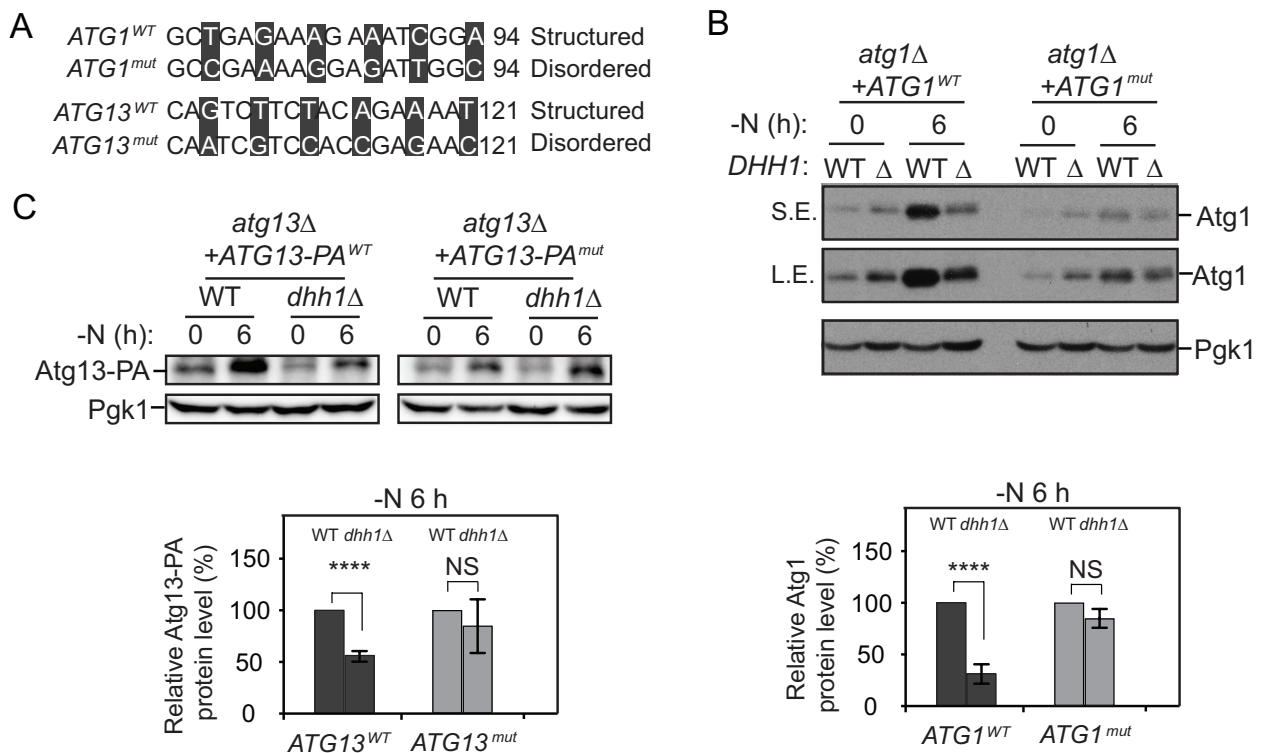 A
ATG1WT GCTGAGAAAG AAATCGGA 94 Structured
ATG1mut GCCGAAAAGGAGATTGGC 94 Disordered
ATG13WT CAGTCTTCTACAGAAAAT 121 Structured
ATG13mut CAATCGTCCACCGAGAAC 121 Disordered
B
atg1Δ atg1Δ
+ATG1WT +ATG1mut
-N (h): 0 6 0 6
DHH1: WT Δ WT Δ WT Δ WT Δ
S.E. Atg1
L.E. Atg1
Pgk1
-N 6 h
WT dhh1Δ WT dhh1Δ
**** NS
Relative Atg1
protein level (%)
150
100
50
0
ATG1WT ATG1mut
C
atg13Δ atg13Δ
+ATG13-PAWT +ATG13-PAmut
WT dhh1Δ WT dhh1Δ
-N (h): 0 6 0 6 0 6 0 6
Atg13-PA
Pgk1
-N 6 h
WT dhh1Δ WT dhh1Δ
**** NS
Relative Atg13-PA
protein level (%)
150
100
50
0
ATG13WT ATG13mut